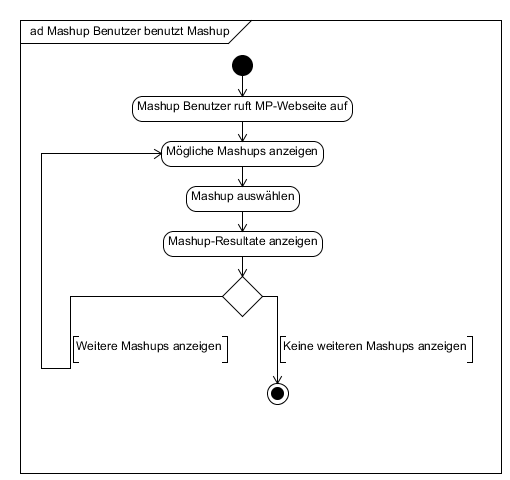 ad Mashup Benutzer benutzt Mashup
Mashup Benutzer ruft MP-Webseite auf
Mögliche Mashups anzeigen
Mashup auswählen
Mashup-Resultate anzeigen
[Weitere Mashups anzeigen]
[Keine weiteren Mashups anzeigen]